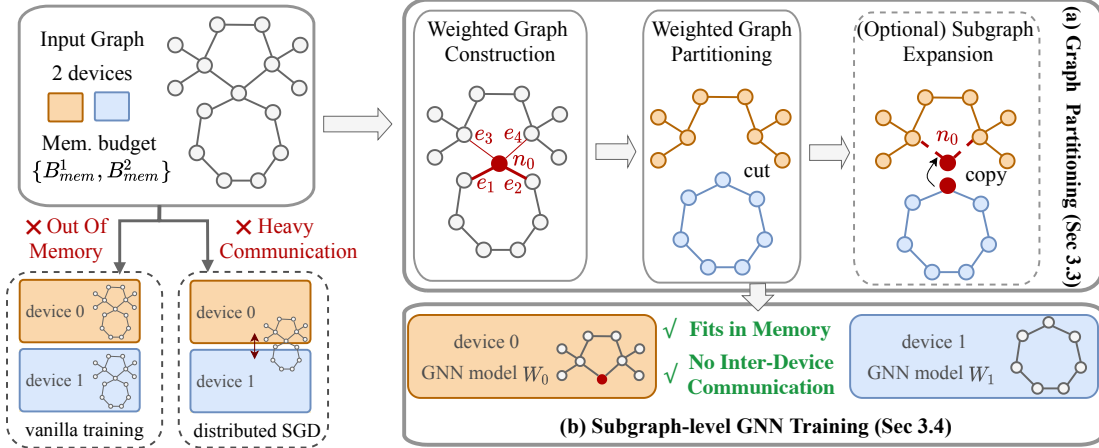 Input Graph
2 devices
Mem. budget
{B¹mem, B²mem}
✕ Out Of
Memory
✕ Heavy
Communication
device 0
device 1
vanilla training
device 0
device 1
distributed SGD
Weighted Graph
Construction
e3
e4
n0
e1
e2
Weighted Graph
Partitioning
cut
(Optional) Subgraph
Expansion
n0
copy
(a) Graph Partitioning (Sec 3.3)
device 0
GNN model W0
√ Fits in Memory
√ No Inter-Device
Communication
device 1
GNN model W1
(b) Subgraph-level GNN Training (Sec 3.4)